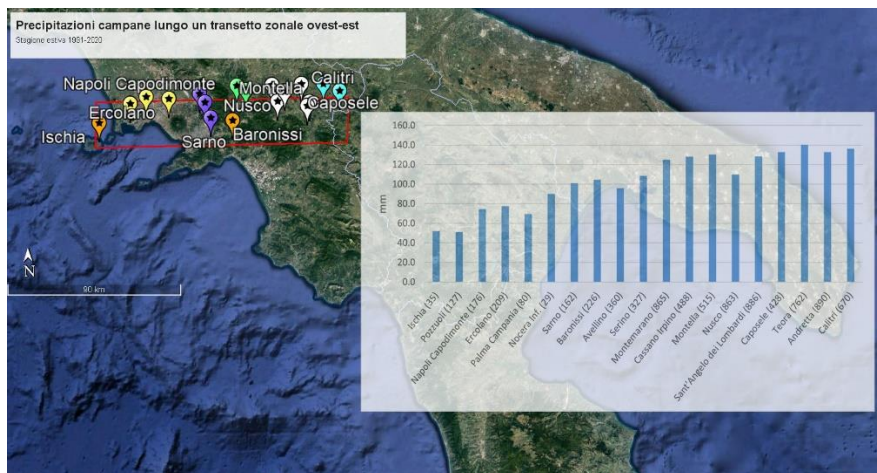 Precipitazioni campane lungo un transetto zonale ovest-est
Stagione estiva 1981-2020
Napoli Capodimonte
Montella
Calitri
Ercolano
Nusco
Caposele
Ischia
Sarno
Baronissi
N
90 km
160.0
140.0
120.0
100.0
80.0
60.0
40.0
20.0
0.0
mm
Ischia (35)
Pozzuoli (127)
Napoli Capodimonte (176)
Ercolano (209)
Palma Campania (80)
Nocera Inf. (29)
Sarno (162)
Baronissi (226)
Avellino (360)
Serino (327)
Montemarano (865)
Cassano Irpino (488)
Montella (515)
Nusco (863)
Sant'Angelo dei Lombardi (886)
Caposele (428)
Teora (762)
Andretta (890)
Calitri (670)